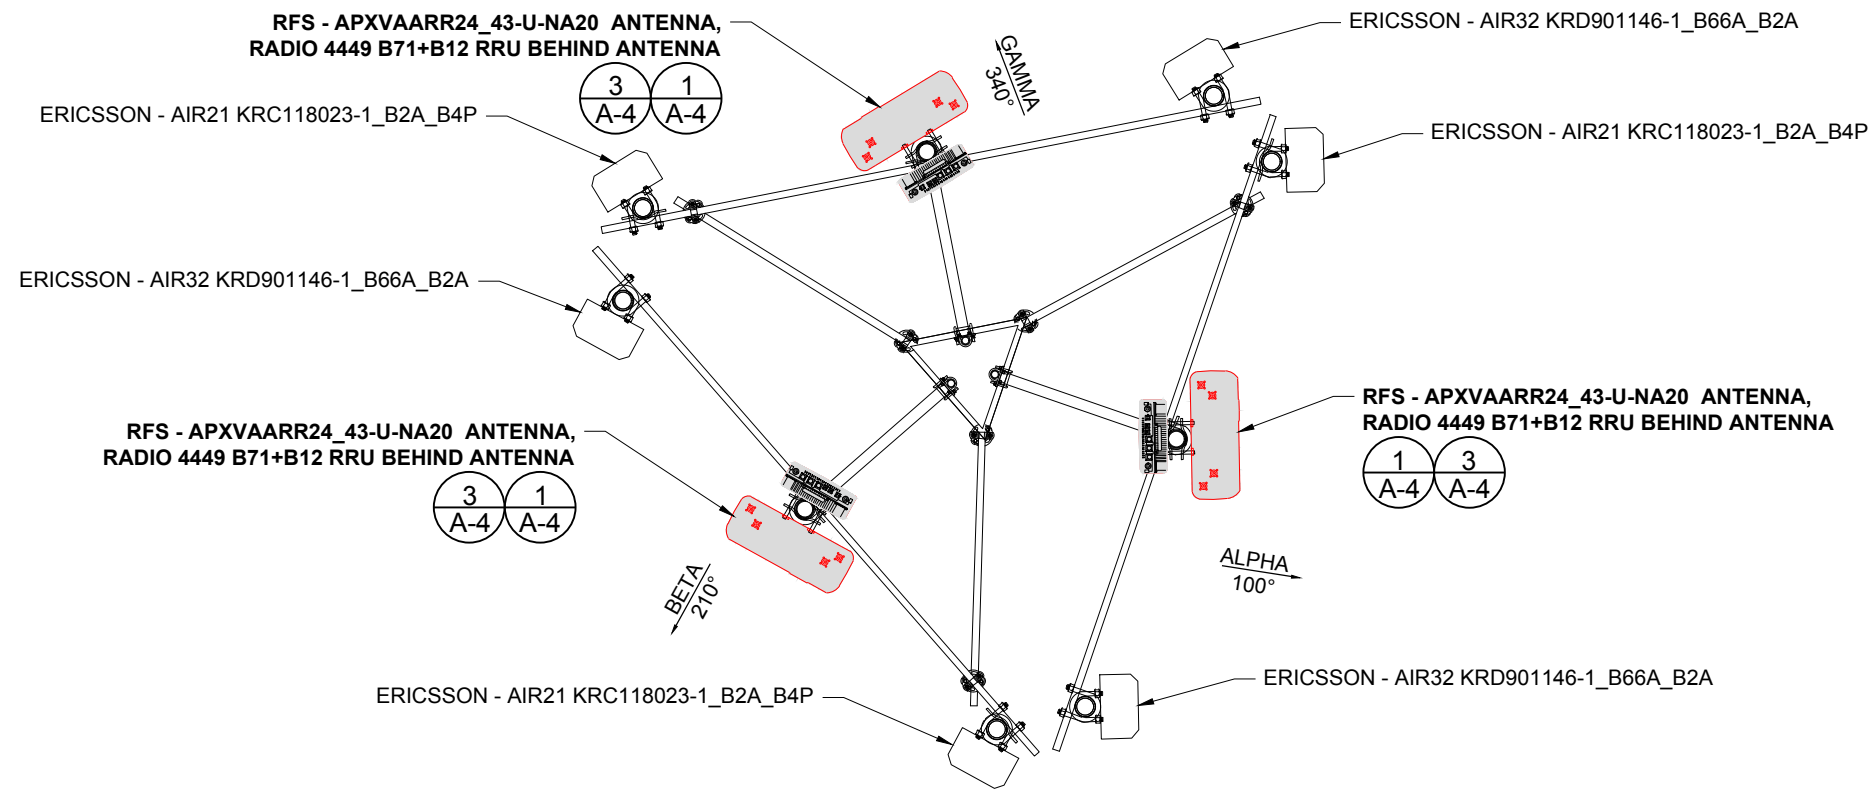 RFS - APXVAARR24_43-U-NA20 ANTENNA,
RADIO 4449 B71+B12 RRU BEHIND ANTENNA
3
A-4
1
A-4
GAMMA
340°
ERICSSON - AIR32 KRD901146-1_B66A_B2A
ERICSSON - AIR21 KRC118023-1_B2A_B4P
ERICSSON - AIR21 KRC118023-1_B2A_B4P
ERICSSON - AIR32 KRD901146-1_B66A_B2A
RFS - APXVAARR24_43-U-NA20 ANTENNA,
RADIO 4449 B71+B12 RRU BEHIND ANTENNA
1
A-4
3
A-4
RFS - APXVAARR24_43-U-NA20 ANTENNA,
RADIO 4449 B71+B12 RRU BEHIND ANTENNA
3
A-4
1
A-4
ALPHA
100°
BETA
210°
ERICSSON - AIR21 KRC118023-1_B2A_B4P
ERICSSON - AIR32 KRD901146-1_B66A_B2A